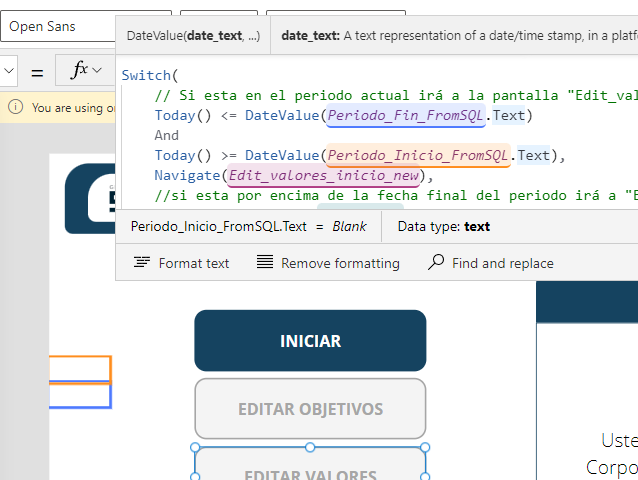 Open Sans
DateValue(date_text, ...) date_text: A text representation of a date/time stamp, in a
= fx
Switch(
You are using
// Si esta en el periodo actual irá a la pantalla "Edit_
Today() <= DateValue(Periodo_Fin_FromSQL.Text)
And
Today() >= DateValue(Periodo_Inicio_FromSQL.Text),
Navigate(Edit_valores_inicio_new),
//si esta por encima de la fecha final del periodo irá a "
Periodo_Inicio_FromSQL.Text = Blank Data type: text
Format text Remove formatting Find and replace
INICIAR
EDITAR OBJETIVOS
EDITAR VALORES
Uste
Corpo